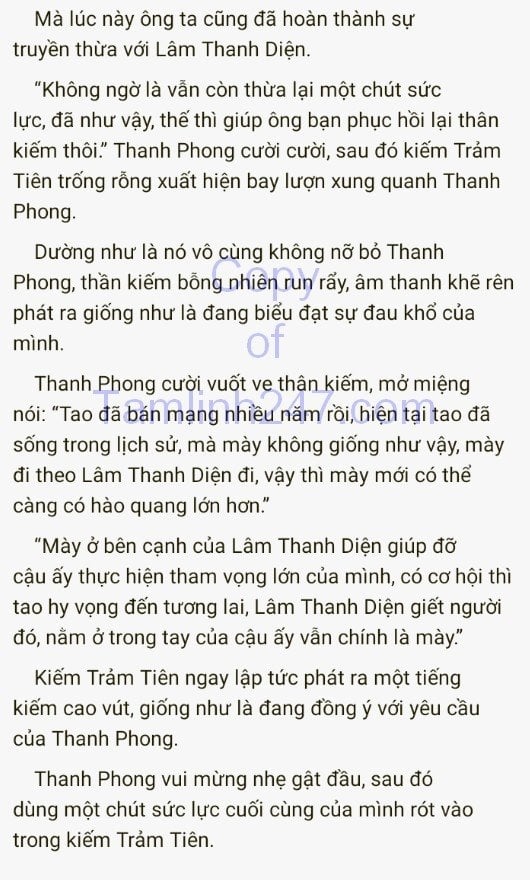 Mà lúc này ông ta cũng đã hoàn thành sự
truyền thừa với Lâm Thanh Diện.
“Không ngờ là vẫn còn thừa lại một chút sức
lực, đã như vậy, thế thì giúp ông bạn phục hồi lại thân
kiếm thôi.” Thanh Phong cười cười, sau đó kiếm Trảm
Tiên trống rỗng xuất hiện bay lượn xung quanh Thanh
Phong.
Dường như là nó vô cùng không nỡ bỏ Thanh
Phong, thần kiếm bỗng nhiên run rẩy, âm thanh khẽ rên
phát ra giống như là đang biểu đạt sự đau khổ của
mình.
Thanh Phong cười vuốt ve thân kiếm, mở miệng
nói: “Tao đã bán mạng nhiều năm rồi, hiện tại tao đã
sống trong lịch sử, mà mày không giống như vậy, mày
đi theo Lâm Thanh Diện đi, vậy thì mày mới có thể
càng có hào quang lớn hơn.”
“Mày ở bên cạnh của Lâm Thanh Diện giúp đỡ
cậu ấy thực hiện tham vọng lớn của mình, có cơ hội thì
tao hy vọng đến tương lai, Lâm Thanh Diện giết người
đó, nằm ở trong tay của cậu ấy vẫn chính là mày.”
Kiếm Trảm Tiên ngay lập tức phát ra một tiếng
kiếm cao vút, giống như là đang đồng ý với yêu cầu
của Thanh Phong.
Thanh Phong vui mừng nhẹ gật đầu, sau đó
dùng một chút sức lực cuối cùng của mình rót vào
trong kiếm Trảm Tiên.
Copy
of
Tamlinh247.com